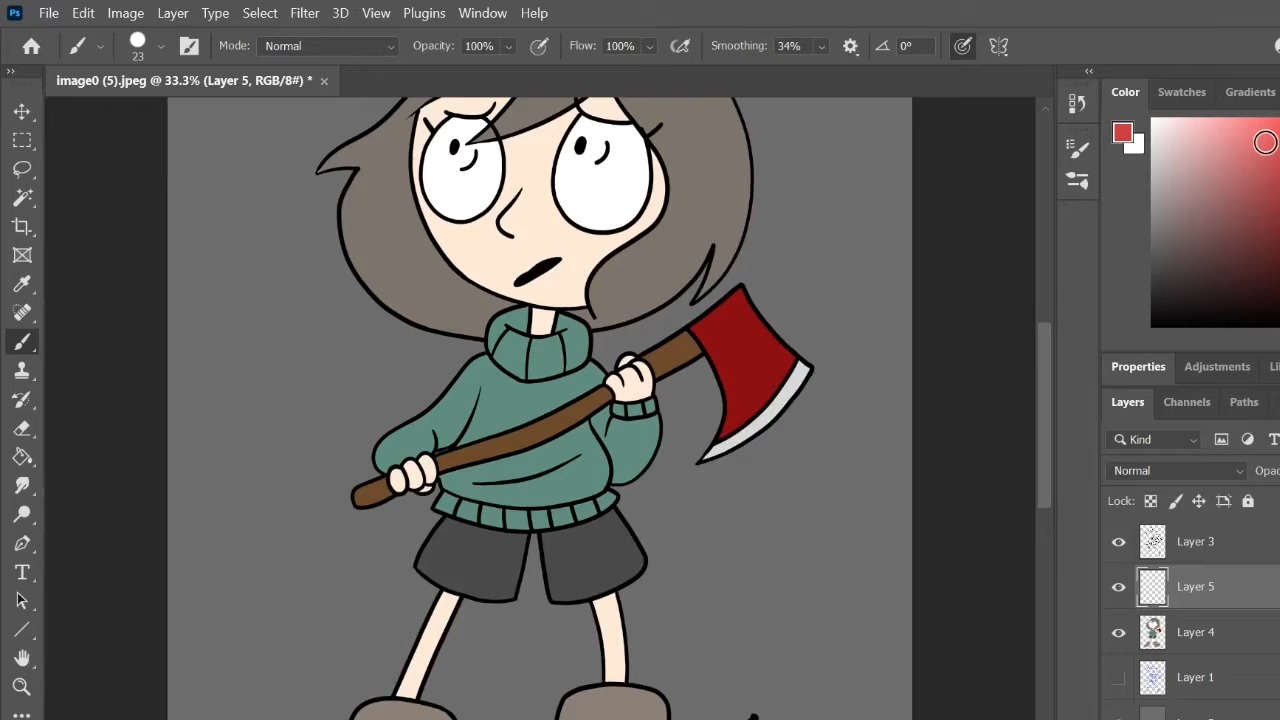 Ps File Edit Image Layer Type Select Filter 3D View Plugins Window Help
23 Mode: Normal Opacity: 100% Flow: 100% Smoothing: 34% 0°
image0 (5).jpeg @ 33.3% (Layer 5, RGB/8#) * ×
Color Swatches Gradients
Properties Adjustments Li
Layers Channels Paths
Kind
Normal Opac
Lock:
Layer 3
Layer 5
Layer 4
Layer 1